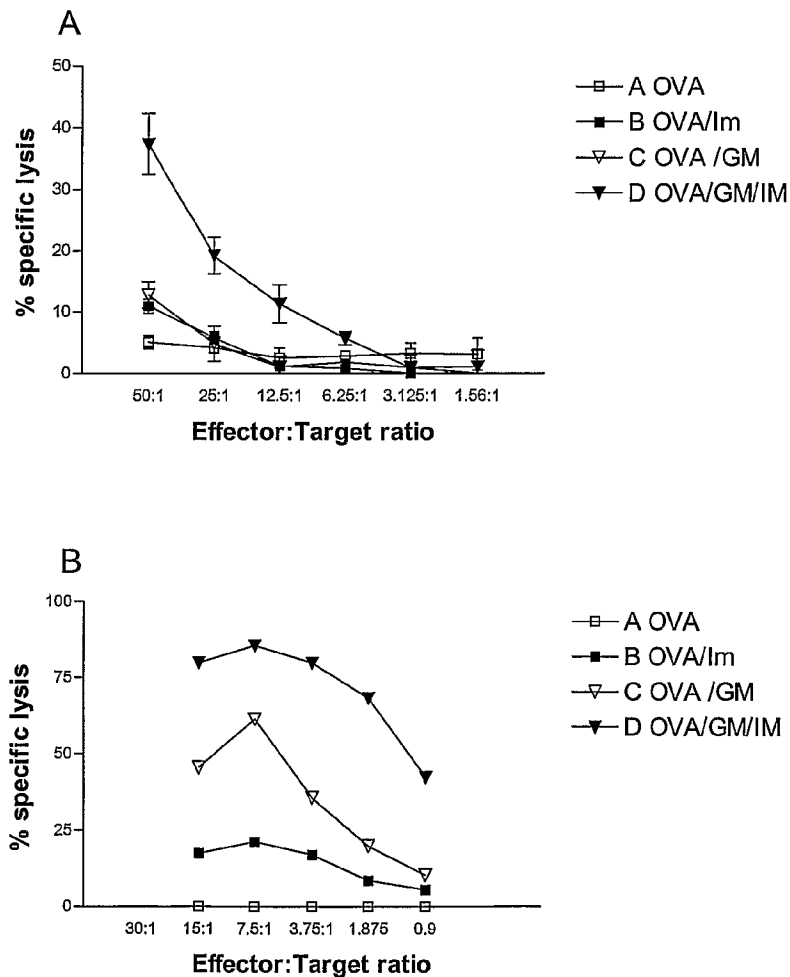 A
50
40
30
20
10
0
% specific lysis
50:1 25:1 12.5:1 6.25:1 3.125:1 1.56:1
Effector:Target ratio
A OVA
B OVA/Im
C OVA /GM
D OVA/GM/IM
B
100
75
50
25
0
% specific lysis
30:1 15:1 7.5:1 3.75:1 1.875 0.9
Effector:Target ratio
A OVA
B OVA/Im
C OVA /GM
D OVA/GM/IM